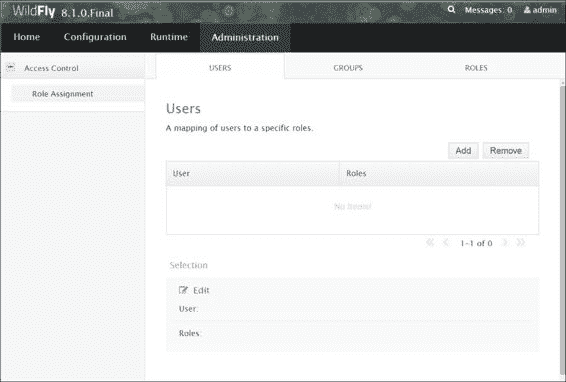 WildFly 8.1.0.Final
Messages: 0 admin
Home Configuration Runtime Administration
Access Control
Role Assignment
USERS GROUPS ROLES
Users
A mapping of users to a specific roles.
Add Remove
User Roles
No Items!
1-1 of 0
Selection
Edit
User:
Roles: